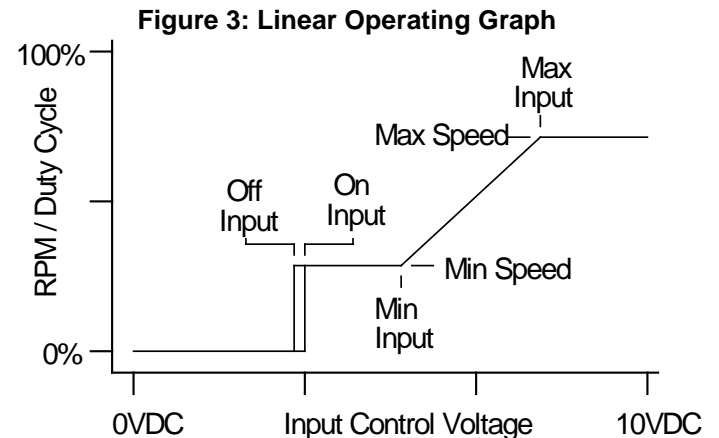 Figure 3: Linear Operating Graph
100%
RPM / Duty Cycle
0%
Max
Input
Max Speed
Off
Input
On
Input
Min Speed
Min
Input
0VDC
Input Control Voltage
10VDC